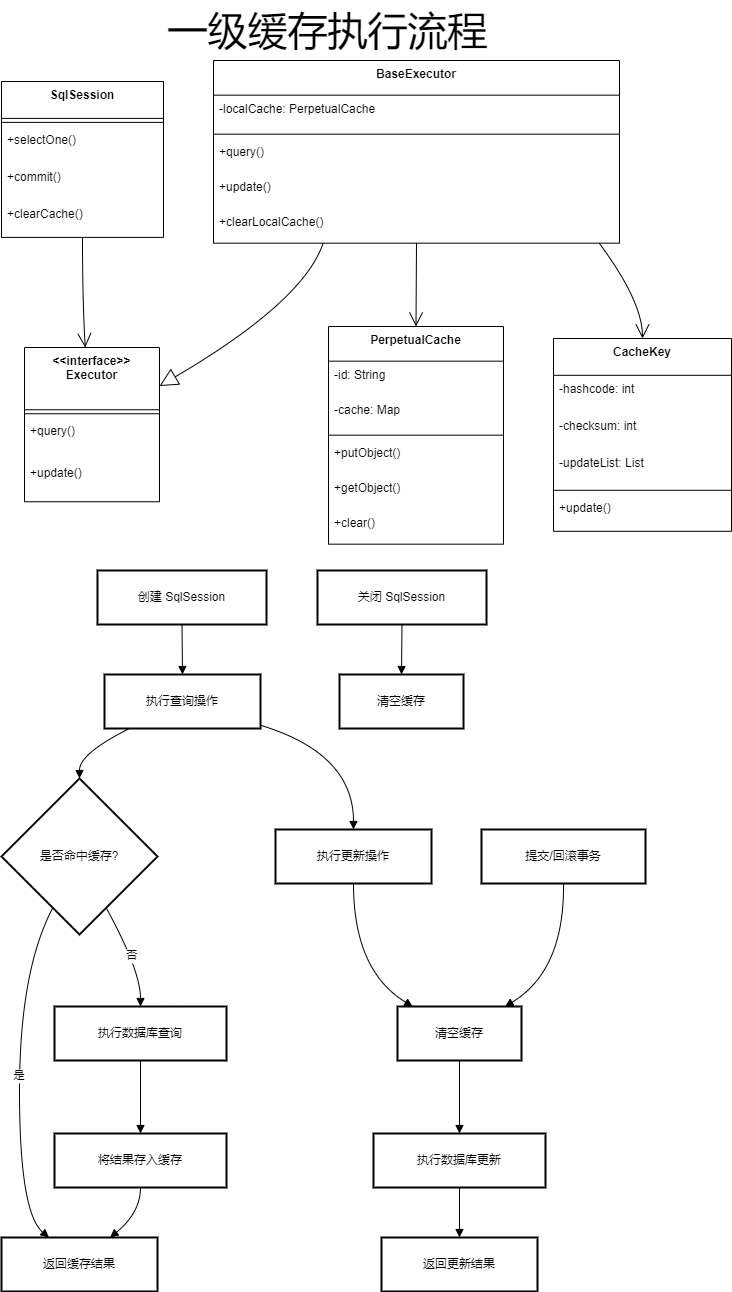 一级缓存执行流程
SqlSession
+selectOne()
+commit()
+clearCache()
BaseExecutor
-localCache: PerpetualCache
+query()
+update()
+clearLocalCache()
<<interface>>
Executor
+query()
+update()
PerpetualCache
-id: String
-cache: Map
+putObject()
+getObject()
+clear()
CacheKey
-hashcode: int
-checksum: int
-updateList: List
+update()
创建 SqlSession
关闭 SqlSession
执行查询操作
清空缓存
是否命中缓存?
执行更新操作
提交/回滚事务
否
执行数据库查询
清空缓存
是
将结果存入缓存
执行数据库更新
返回缓存结果
返回更新结果